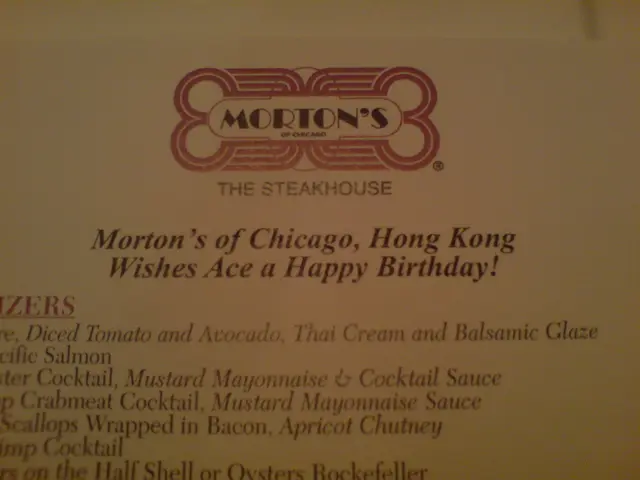 MORTON'S
OF CHICAGO
®
THE STEAKHOUSE
Morton's of Chicago, Hong Kong
Wishes Ace a Happy Birthday!
IZERS
re, Diced Tomato and Avocado, Thai Cream and Balsamic Glaze
cific Salmon
ster Cocktail, Mustard Mayonnaise & Cocktail Sauce
p Crabmeat Cocktail, Mustard Mayonnaise Sauce
Scallops Wrapped in Bacon, Apricot Chutney
imp Cocktail
rs on the Half Shell or Oysters Rockefeller